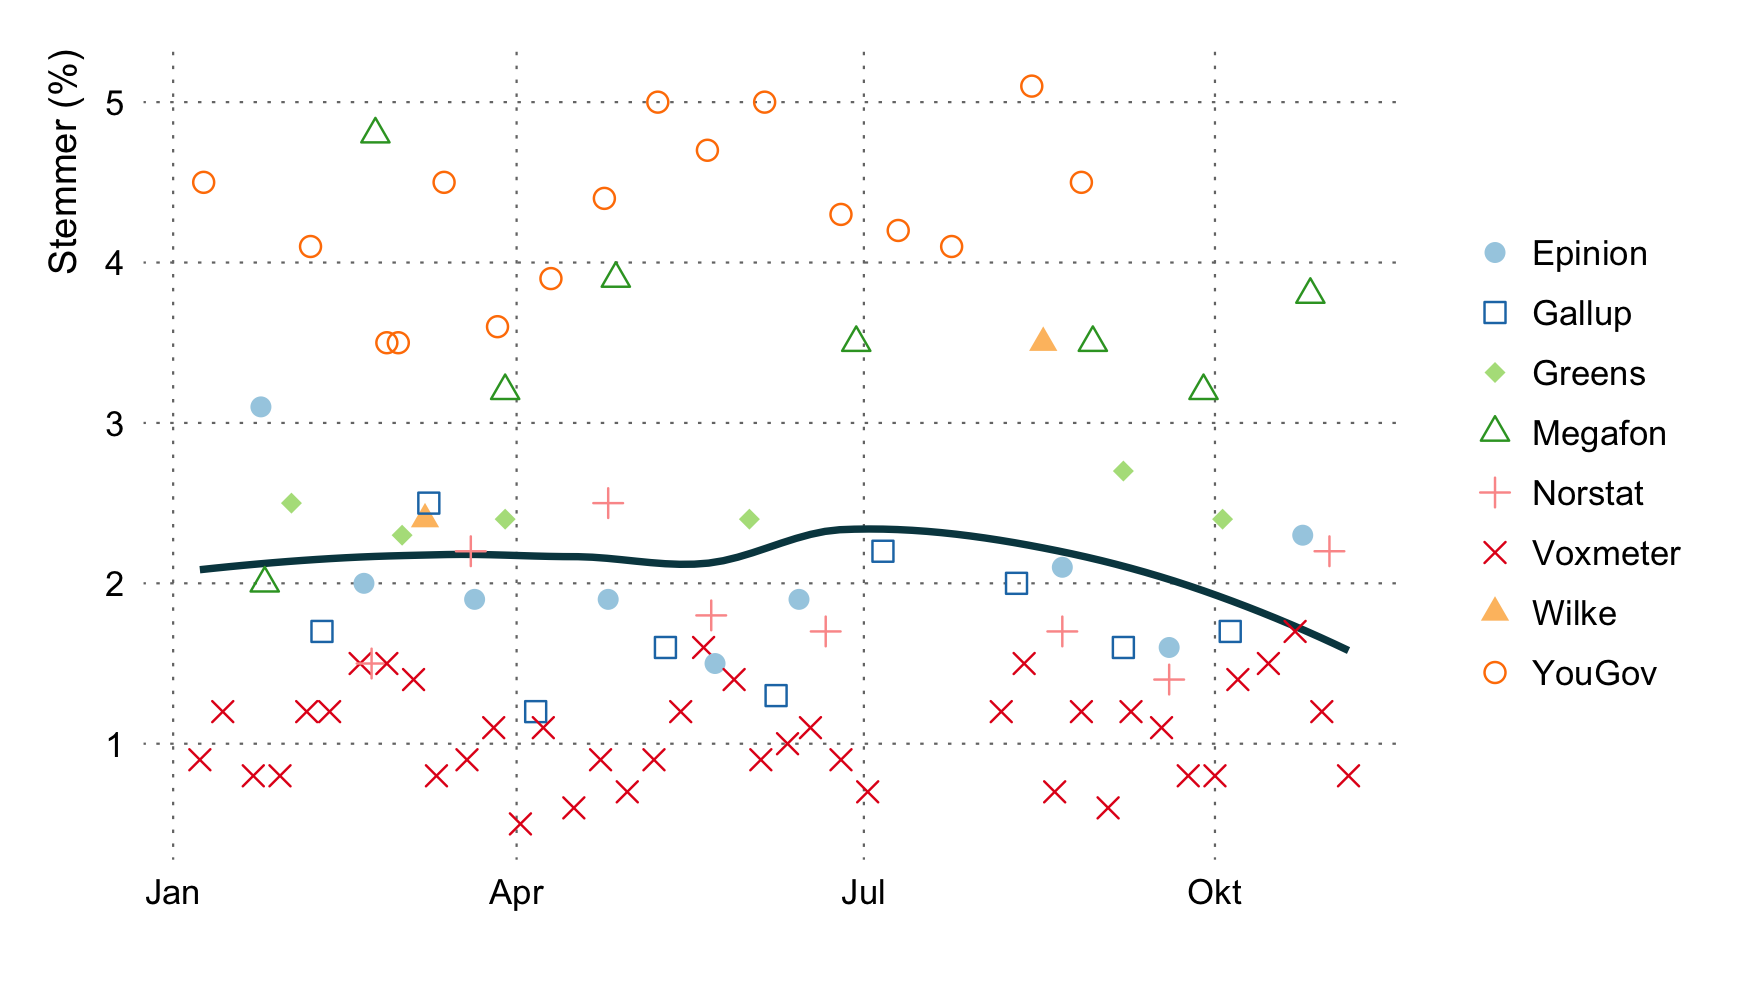 Stemmer (%)
5
4
3
2
1
Jan
Apr
Jul
Okt
Epinion
Gallup
Greens
Megafon
Norstat
Voxmeter
Wilke
YouGov